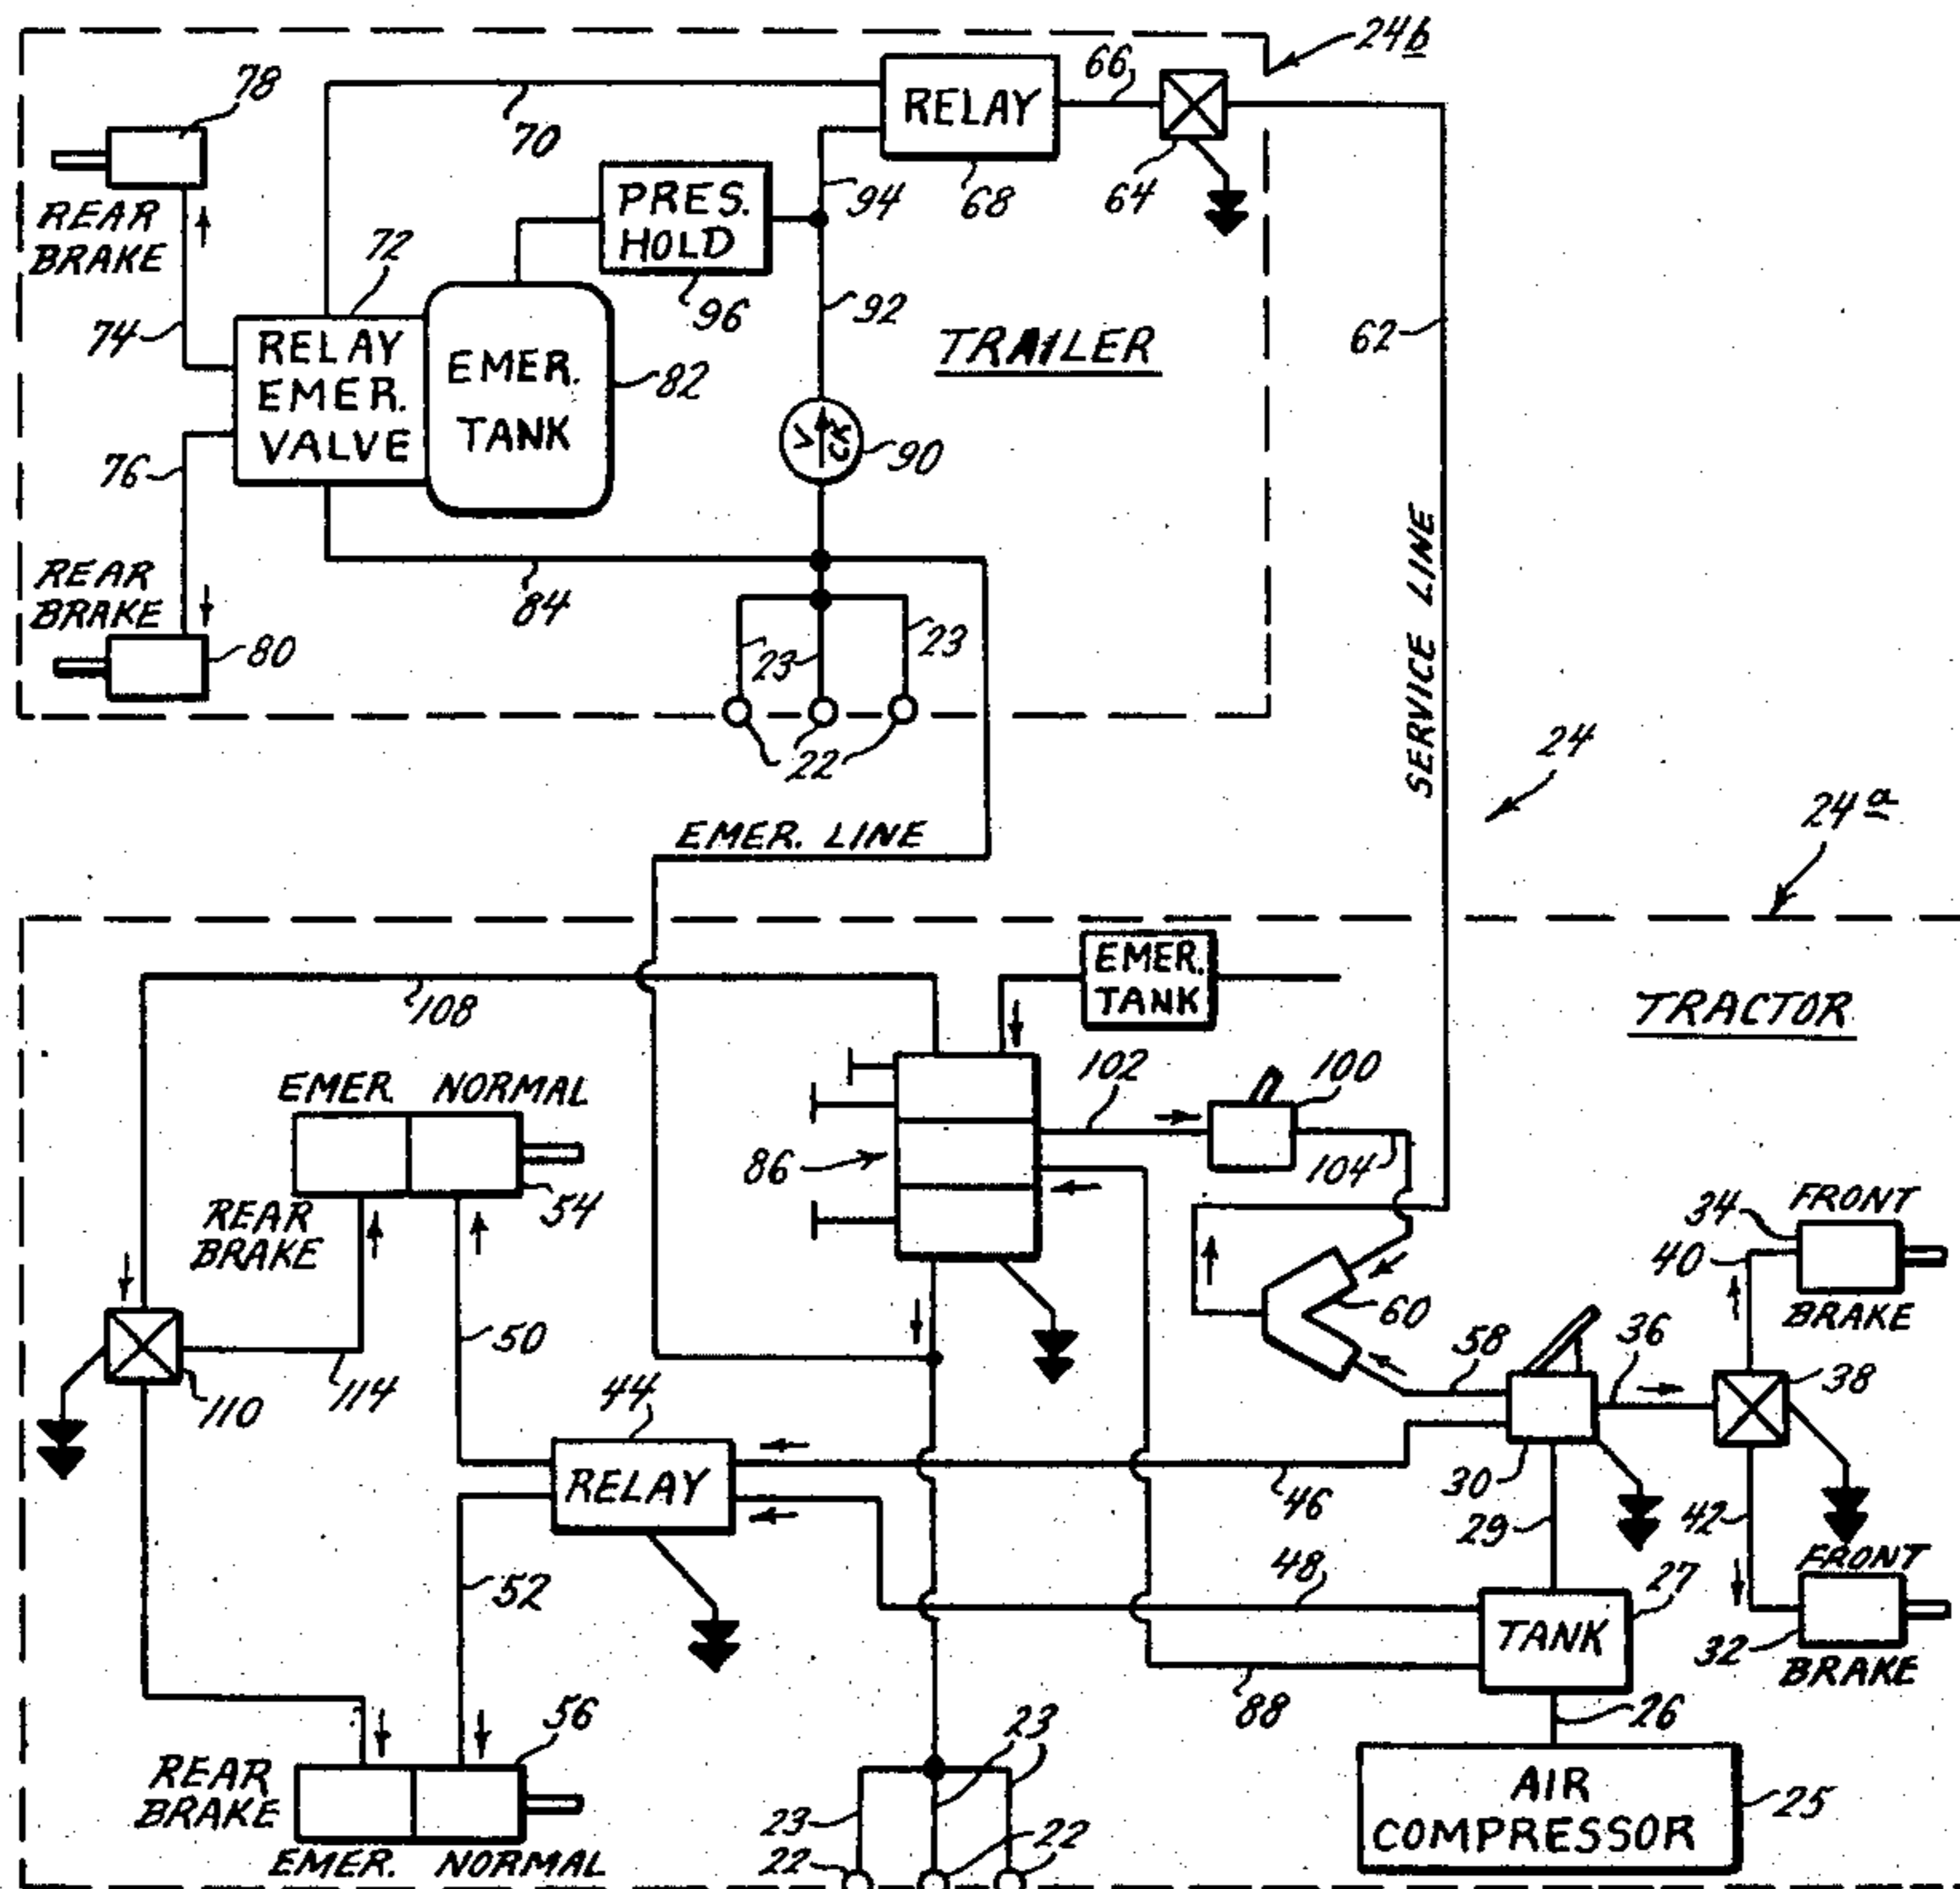 24b
78
66
RELAY
70
64
68
94
PRES.
HOLD
REAR
BRAKE
72
96
92
74
RELAY
EMER.
VALVE
EMER.
TANK
82
TRAILER
62
V
CK
90
76
SERVICE LINE
REAR
BRAKE
84
23
23
80
22
24
EMER. LINE
24a
EMER.
TANK
TRACTOR
108
102
100
EMER.
NORMAL
86
104
54
REAR
BRAKE
34
FRONT
40
BRAKE
60
50
58
36
38
110
114
44
RELAY
30
46
29
42
FRONT
48
27
52
TANK
32
BRAKE
88
26
56
23
REAR
BRAKE
AIR
COMPRESSOR
25
23
22
22
EMER.
NORMAL